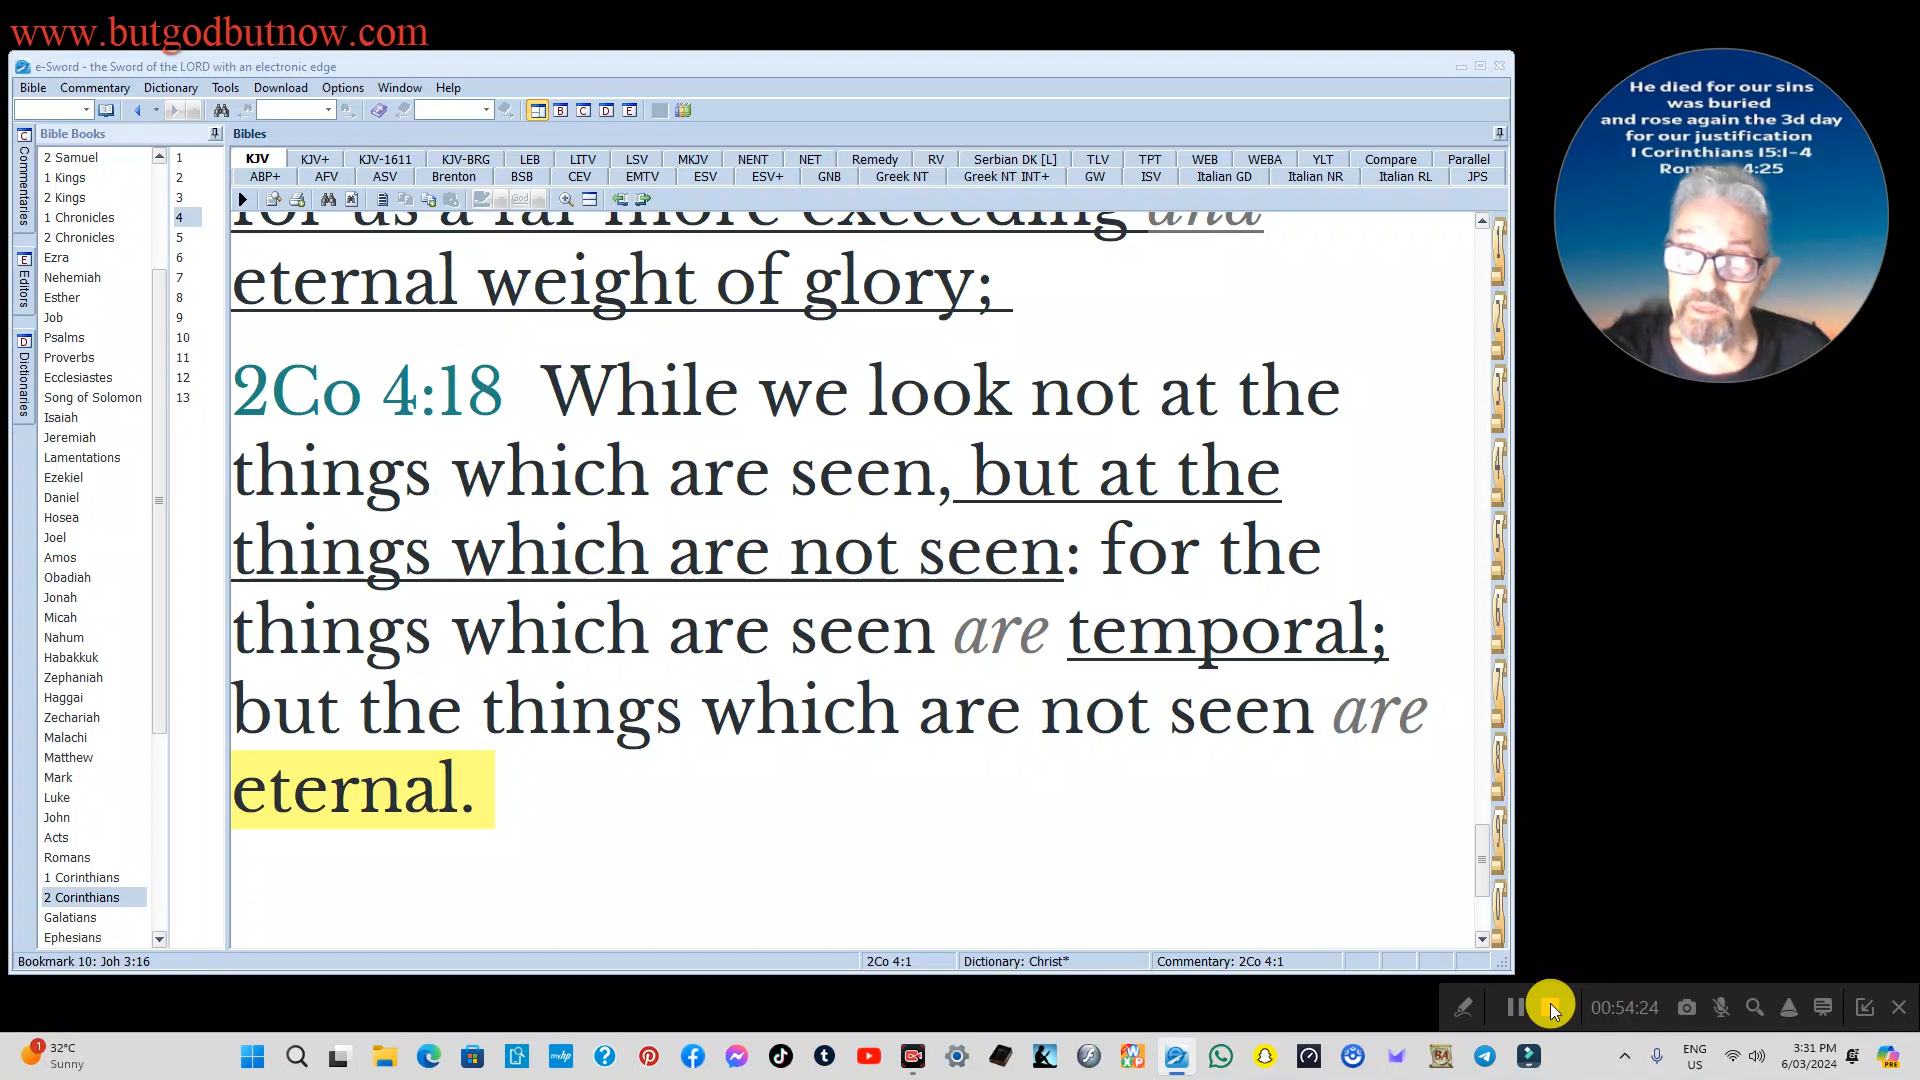 www.butgodbutnow.com
e-Sword - the Sword of the LORD with an electronic edge
Bible Commentary Dictionary Tools Download Options Window Help
Bible Books
Bibles
Commentaries
Editors
Dictionaries
2 Samuel
1 Kings
2 Kings
1 Chronicles
2 Chronicles
Ezra
Nehemiah
Esther
Job
Psalms
Proverbs
Ecclesiastes
Song of Solomon
Isaiah
Jeremiah
Lamentations
Ezekiel
Daniel
Hosea
Joel
Amos
Obadiah
Jonah
Micah
Nahum
Habakkuk
Zephaniah
Haggai
Zechariah
Malachi
Matthew
Mark
Luke
John
Acts
Romans
1 Corinthians
2 Corinthians
Galatians
Ephesians
1
2
3
4
5
6
7
8
9
10
11
12
13
KJV KJV+ KJV-1611 KJV-BRG LEB LITV LSV MKJV NENT NET Remedy RV Serbian DK [L] TLV TPT WEB WEBA YLT Compare Parallel
ABP+ AFV ASV Brenton BSB CEV EMTV ESV ESV+ GNB Greek NT Greek NT INT+ GW ISV Italian GD Italian NR Italian RL JPS
for us a far more exceeding and
eternal weight of glory;
2Co 4:18 While we look not at the
things which are seen, but at the
things which are not seen: for the
things which are seen are temporal;
but the things which are not seen are
eternal.
He died for our sins
was buried
and rose again the 3d day
for our justification
1 Corinthians 15:1-4
4:25
Bookmark 10: Joh 3:16
2Co 4:1
Dictionary: Christ*
Commentary: 2Co 4:1
00:54:24
32°C
Sunny
ENG
US
3:31 PM
6/03/2024